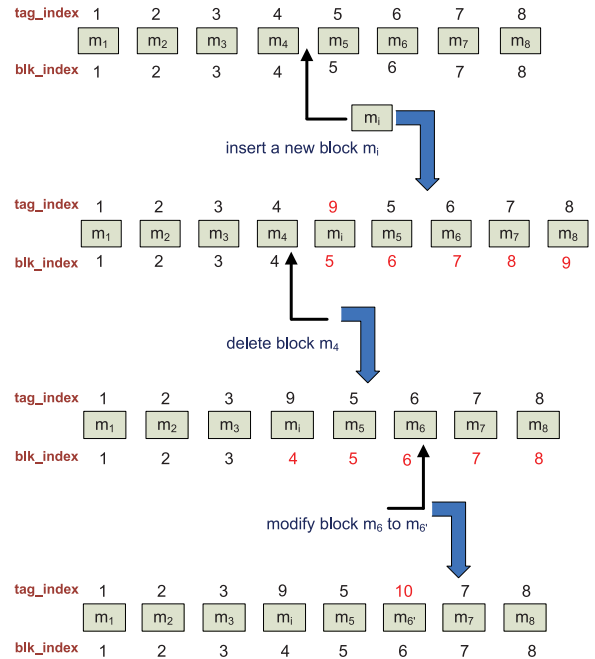 tag_index 1 2 3 4 5 6 7 8
m1 m2 m3 m4 m5 m6 m7 m8
blk_index 1 2 3 4 5 6 7 8
mi
insert a new block mi
tag_index 1 2 3 4 9 5 6 7 8
m1 m2 m3 m4 mi m5 m6 m7 m8
blk_index 1 2 3 4 5 6 7 8 9
delete block m4
tag_index 1 2 3 9 5 6 7 8
m1 m2 m3 mi m5 m6 m7 m8
blk_index 1 2 3 4 5 6 7 8
modify block m6 to m6'
tag_index 1 2 3 9 5 10 7 8
m1 m2 m3 mi m5 m6' m7 m8
blk_index 1 2 3 4 5 6 7 8